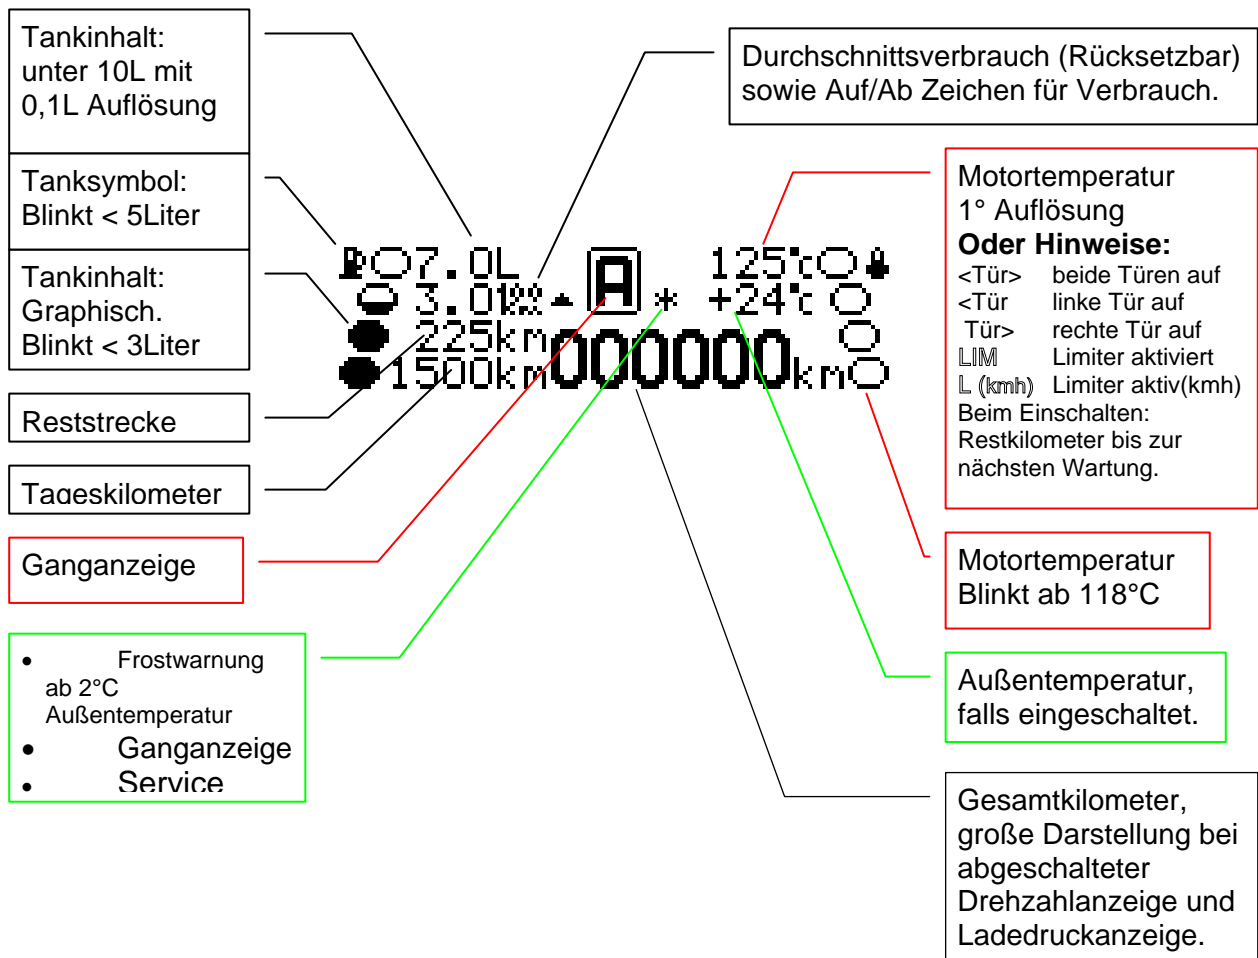 Tankinhalt:
unter 10L mit
0,1L Auflösung
Tanksymbol:
Blinkt < 5Liter
Tankinhalt:
Graphisch.
Blinkt < 3Liter
Reststrecke
Tageskilometer
Ganganzeige
• Frostwarnung
ab 2°C
Außentemperatur
• Ganganzeige
• Service
7.0L
3.0
225km
1500km
A
*
125°c
+24°c
000000km
Durchschnittsverbrauch (Rücksetzbar)
sowie Auf/Ab Zeichen für Verbrauch.
Motortemperatur
1° Auflösung
Oder Hinweise:
<Tür> beide Türen auf
<Tür linke Tür auf
Tür> rechte Tür auf
LIM Limiter aktiviert
L (kmh) Limiter aktiv(kmh)
Beim Einschalten:
Restkilometer bis zur
nächsten Wartung.
Motortemperatur
Blinkt ab 118°C
Außentemperatur,
falls eingeschaltet.
Gesamtkilometer,
große Darstellung bei
abgeschalteter
Drehzahlanzeige und
Ladedruckanzeige.